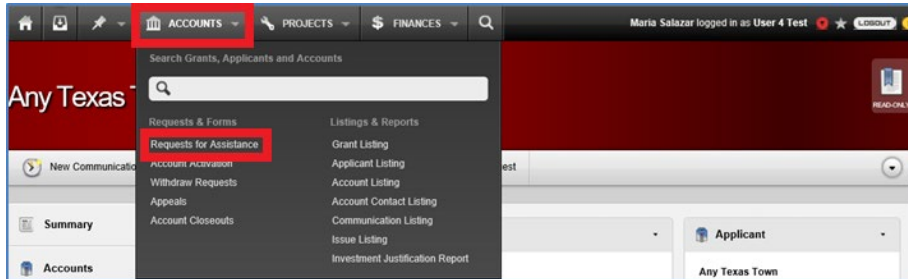 ACCOUNTS PROJECTS $ FINANCES Maria Salazar logged in as User 4 Test LOGOUT
Search Grants, Applicants and Accounts
Any Texas
READ-ONLY
Requests & Forms Listings & Reports
Requests for Assistance Grant Listing
New Account Activation Applicant Listing
Withdraw Requests Account Listing
Appeals Account Contact Listing
Account Closeouts Communication Listing
Issue Listing
Investment Justification Report
Summary Applicant
Accounts Any Texas Town